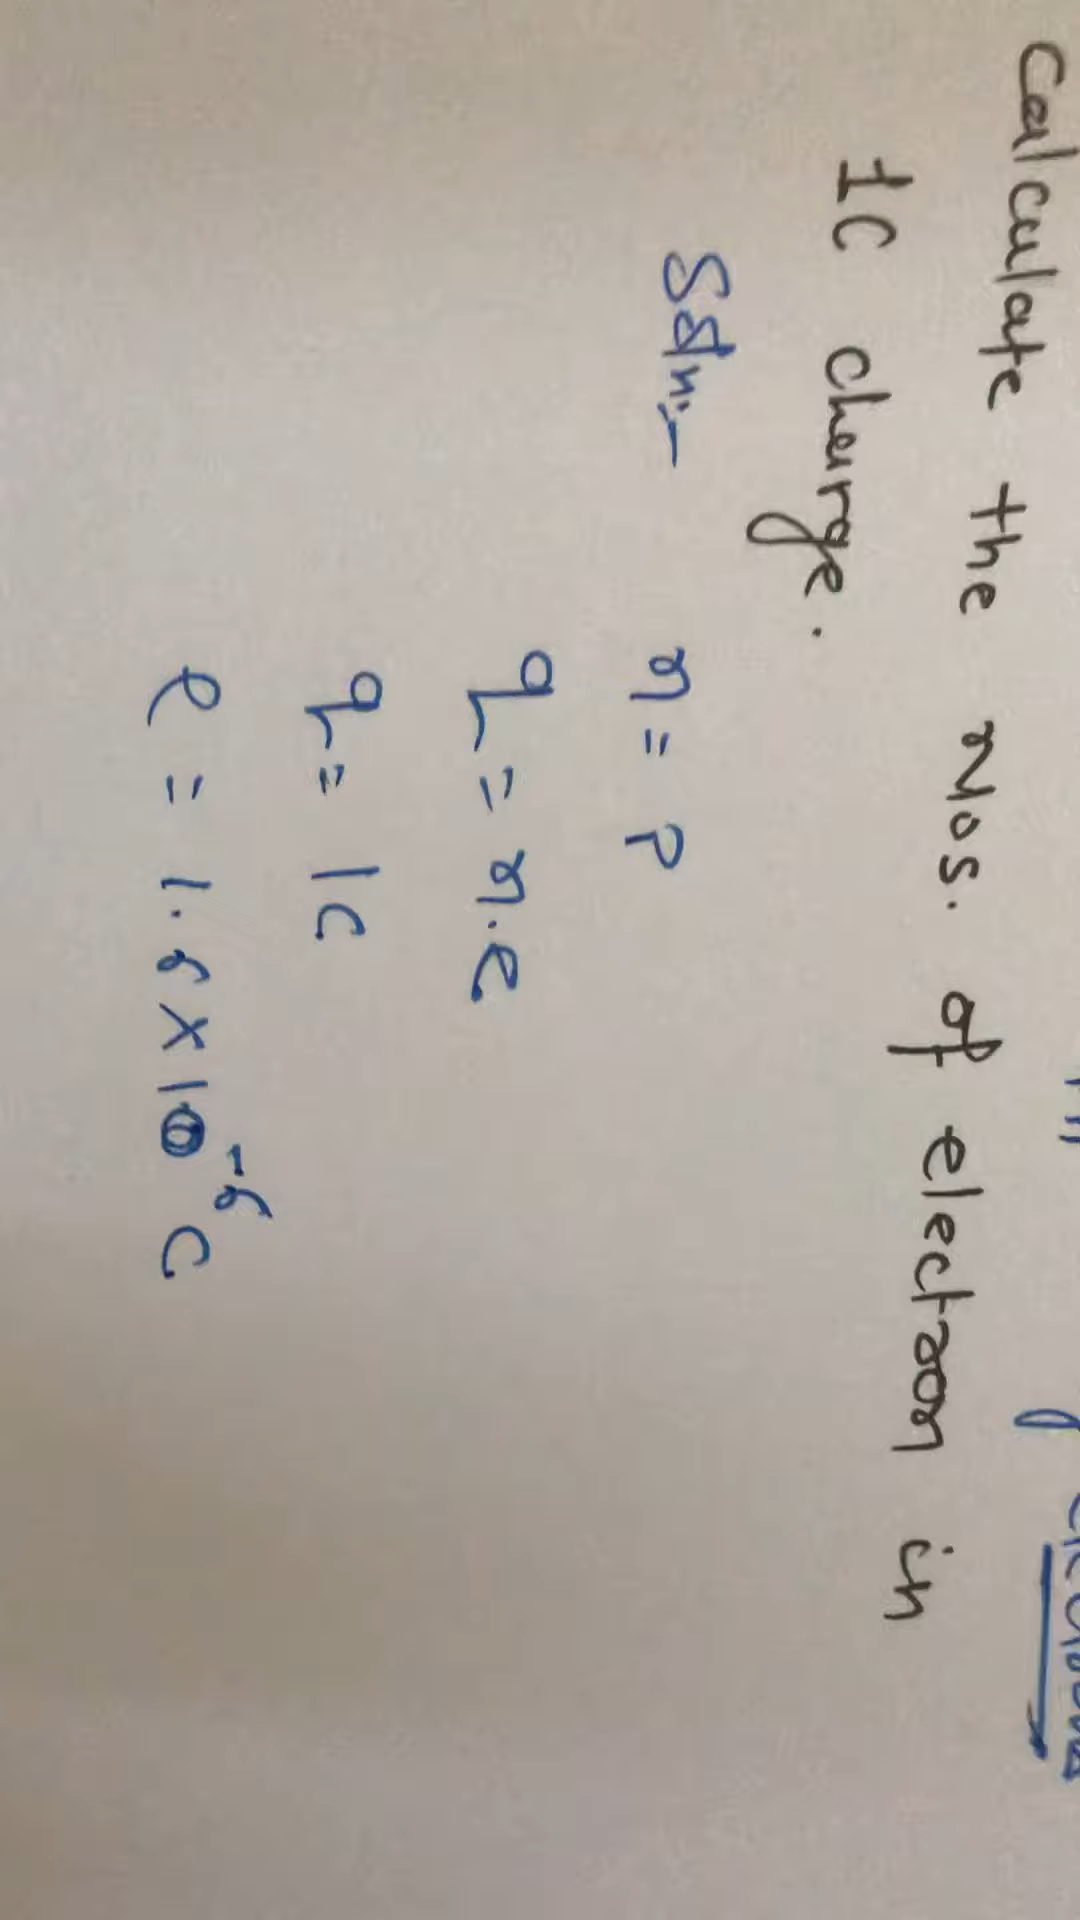 Calculate the Nos. of electron in
1C charge.
Soln:-
n = ?
q = n.e
q = 1C
e = 1.6 × 10⁻⁶ C